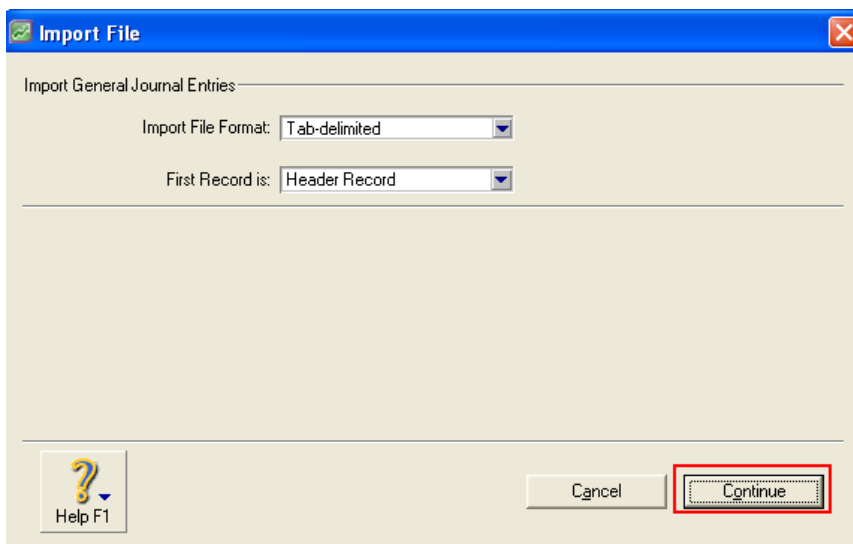 Import File
Import General Journal Entries
Import File Format: Tab-delimited
First Record is: Header Record
Help F1
Cancel
Continue